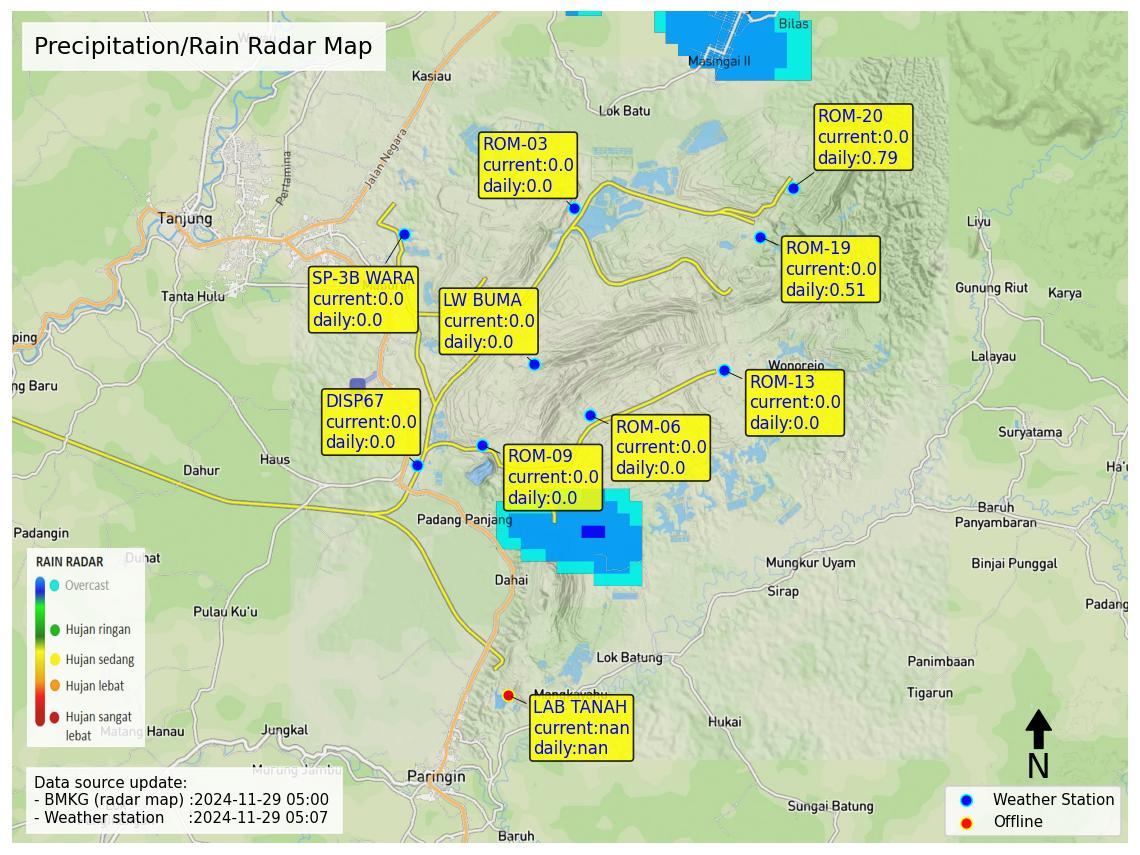 Precipitation/Rain Radar Map
Bilas
Masingai II
Kasiau
Lok Batu
Jalan Negara
Pertamina
Tanjung
Tanta Hulu
ROM-03
current:0.0
daily:0.0
ROM-20
current:0.0
daily:0.79
ROM-19
current:0.0
daily:0.51
SP-3B WARA
current:0.0
daily:0.0
LW BUMA
current:0.0
daily:0.0
Liyu
Gunung Riut
Karya
Lalayau
ping
ng Baru
Wonorejo
ROM-13
current:0.0
daily:0.0
DISP67
current:0.0
daily:0.0
ROM-06
current:0.0
daily:0.0
ROM-09
current:0.0
daily:0.0
Suryatama
Ha'u
Haus
Dahur
Padang Panjang
Baruh
Panyambaran
Padangin
Duhat
Dahai
Mungkur Uyam
Binjai Punggal
Sirap
Padang
Pulau Ku'u
RAIN RADAR
Overcast
Hujan ringan
Hujan sedang
Hujan lebat
Hujan sangat
lebat
Lok Batung
Panimbaan
Tigarun
Mangkayahu
LAB TANAH
current:nan
daily:nan
Hukai
Matang Hanau
Jungkal
Murung Jambu
Paringin
Sungai Batung
Baruh
N
Data source update:
- BMKG (radar map) :2024-11-29 05:00
- Weather station :2024-11-29 05:07
Weather Station
Offline